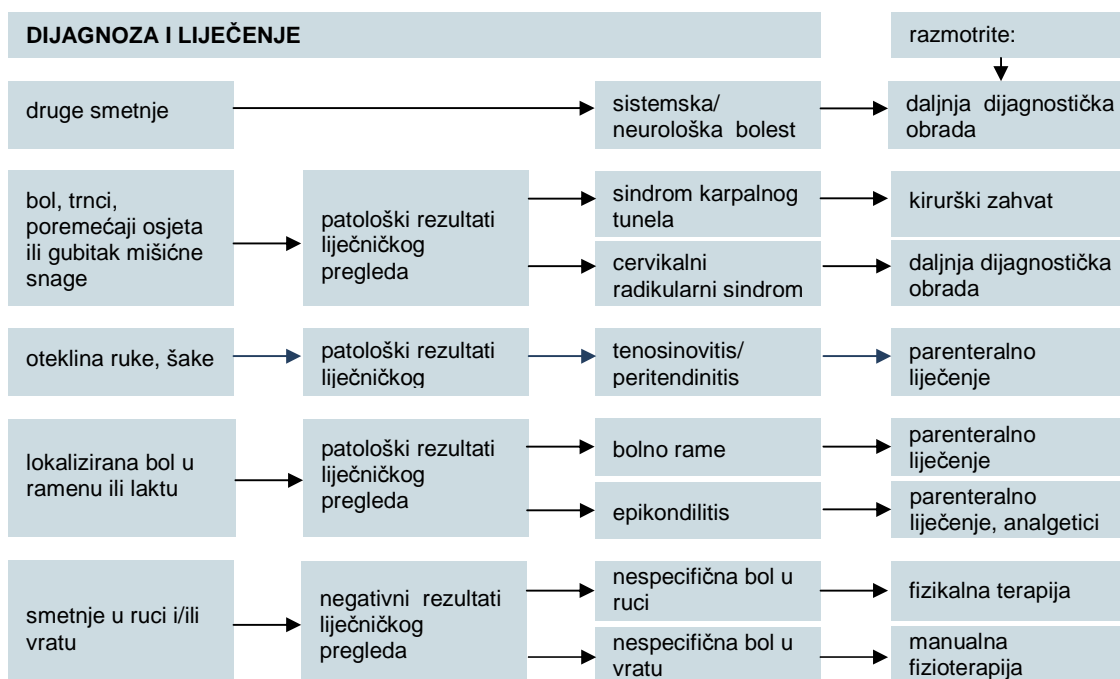 DIJAGNOZA I LIJEČENJE
razmotrite:
druge smetnje
sistemska/
neurološka bolest
daljnja dijagnostička
obrada
bol, trnci,
poremećaji osjeta
ili gubitak mišićne
snage
patološki rezultati
liječničkog
pregleda
sindrom karpalnog
tunela
kirurški zahvat
cervikalni
radikularni sindrom
daljnja dijagnostička
obrada
oteklina ruke, šake
patološki rezultati
liječničkog
tenosinovitis/
peritendinitis
parenteralno
liječenje
lokalizirana bol u
ramenu ili laktu
patološki rezultati
liječničkog
pregleda
bolno rame
parenteralno
liječenje
epikondilitis
parenteralno
liječenje, analgetici
smetnje u ruci i/ili
vratu
negativni rezultati
liječničkog
pregleda
nespecifična bol u
ruci
fizikalna terapija
nespecifična bol u
vratu
manualna
fizioterapija